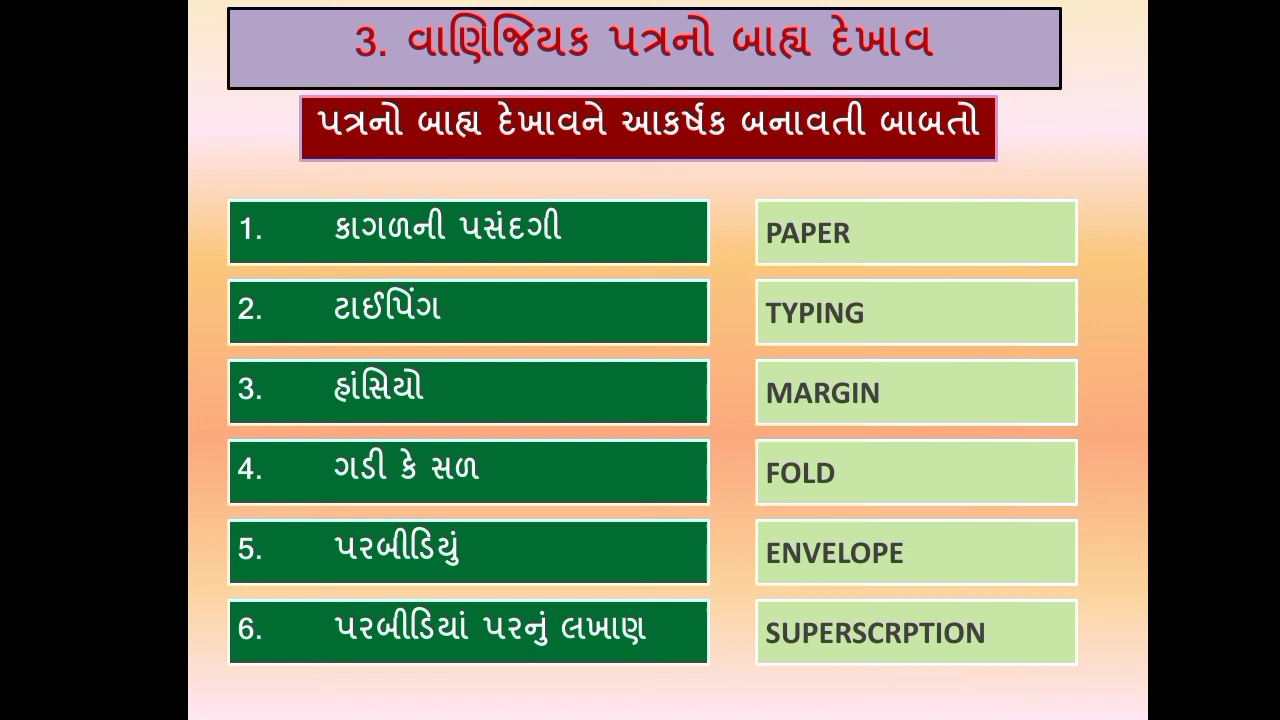 3. વાણિજિયક પત્રનો બાહ્ય દેખાવ
પત્રનો બાહ્ય દેખાવને આકર્ષક બનાવતી બાબતો
1. કાગળની પસંદગી PAPER
2. ટાઈપિંગ TYPING
3. હાંસિયો MARGIN
4. ગડી કે સળ FOLD
5. પરબીડિયું ENVELOPE
6. પરબીડિયાં પરનું લખાણ SUPERSCRPTION